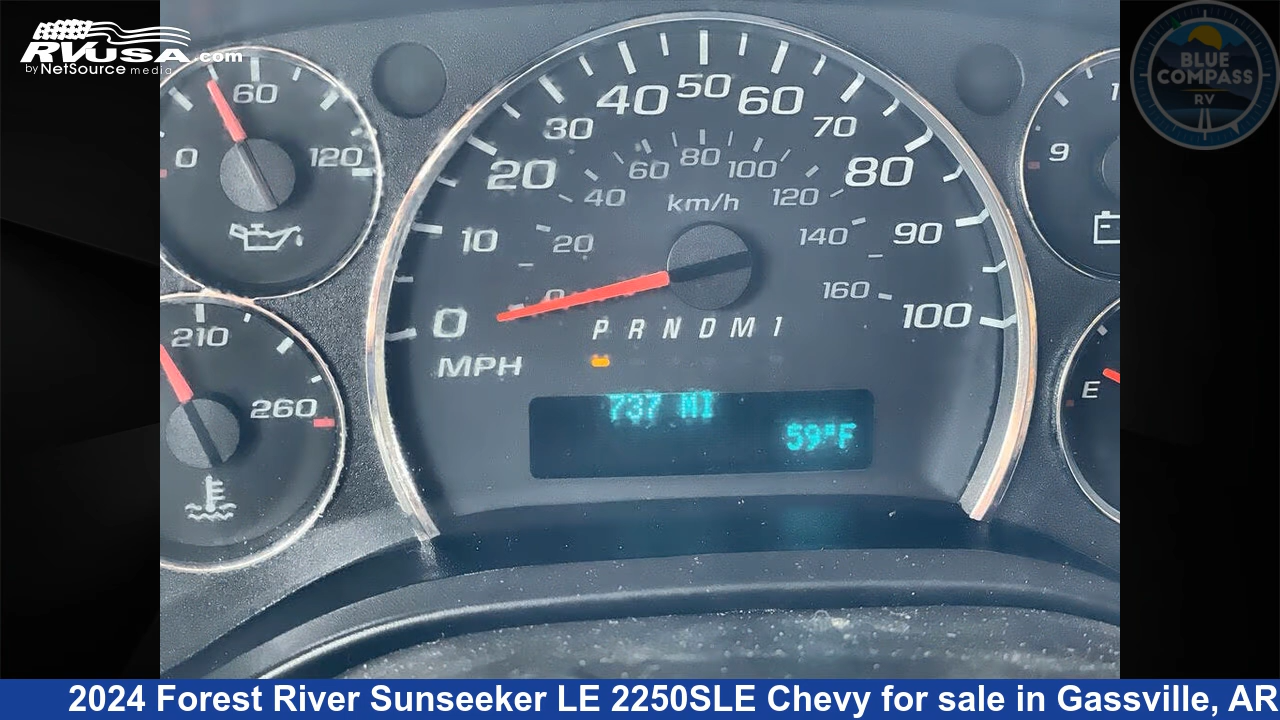 RVUSA.com
by NetSource media
BLUE
COMPASS
RV
60
0 120
210
260
0 10 20 30 40 50 60 70 80 90 100
MPH
0 20 40 60 80 100 120 140 160
km/h
P R N D M 1
737 MI
59°F
9 1
E
2024 Forest River Sunseeker LE 2250SLE Chevy for sale in Gassville, AR